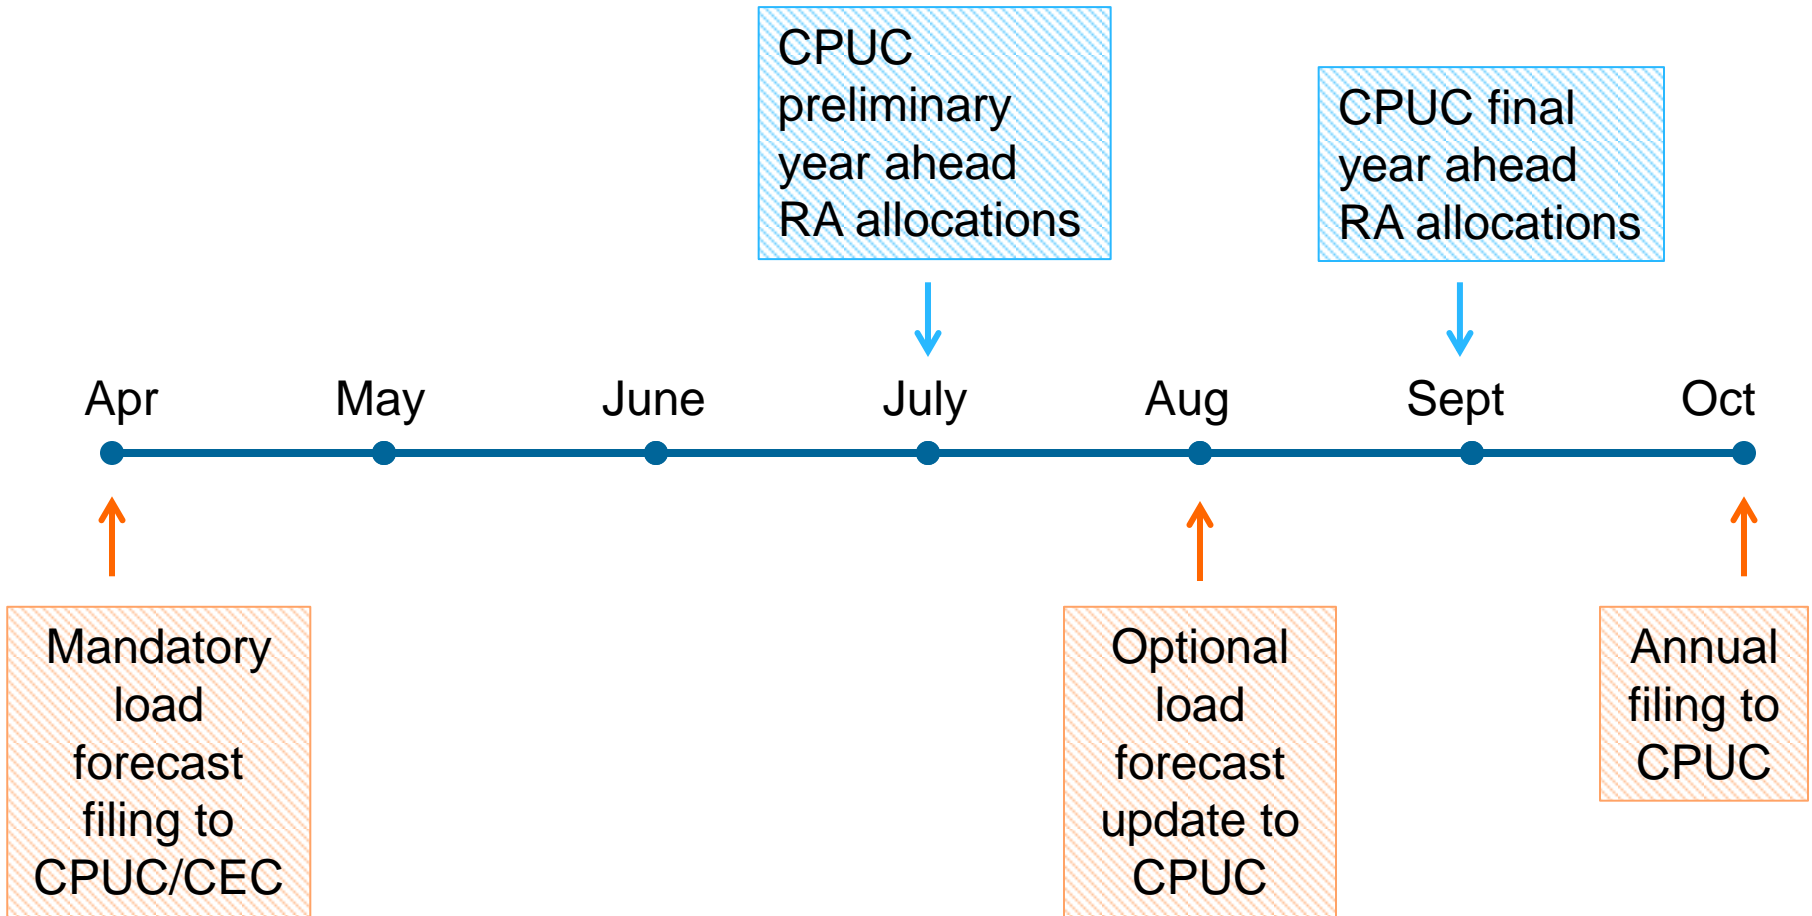 CPUC
preliminary
year ahead
RA allocations
CPUC final
year ahead
RA allocations
Apr May June July Aug Sept Oct
Mandatory
load
forecast
filing to
CPUC/CEC
Optional
load
forecast
update to
CPUC
Annual
filing to
CPUC